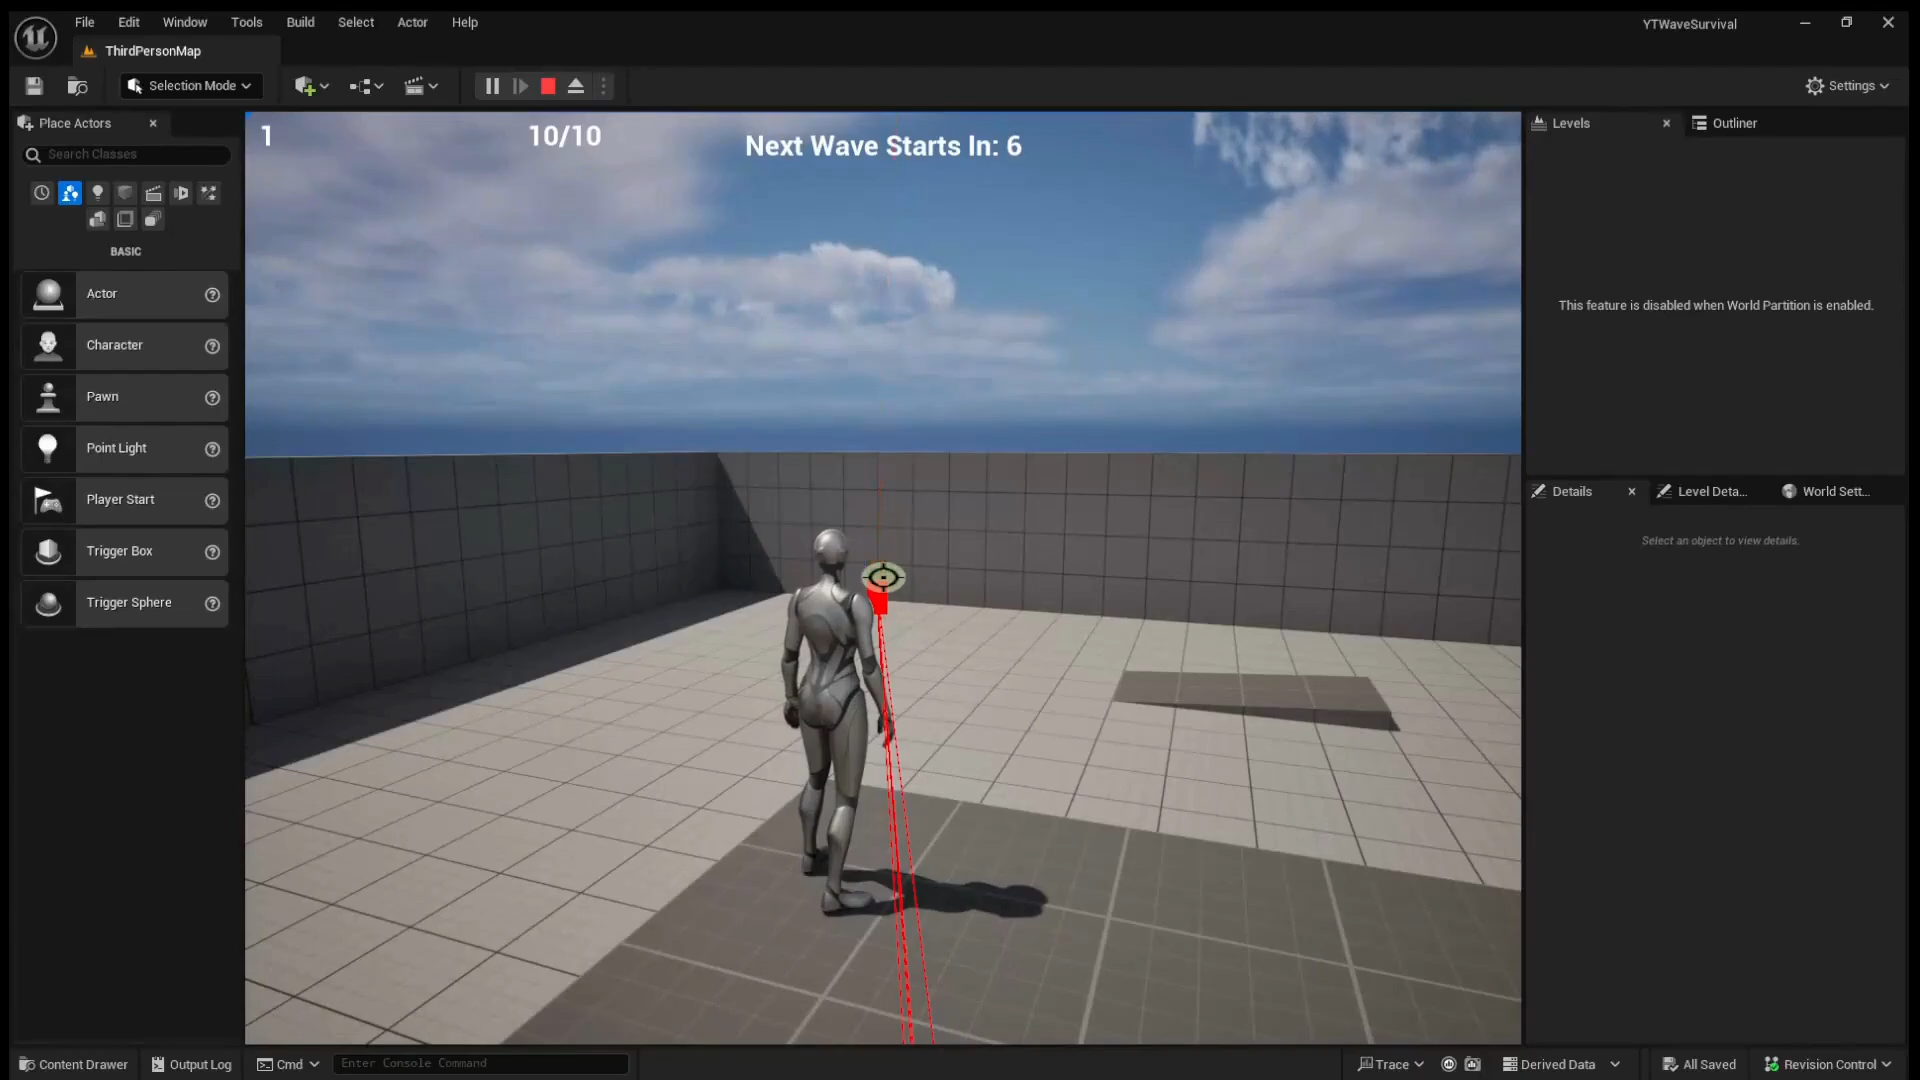 File Edit Window Tools Build Select Actor Help
YTWaveSurvival
ThirdPersonMap
Selection Mode
Settings
Place Actors
Search Classes
BASIC
Actor
Character
Pawn
Point Light
Player Start
Trigger Box
Trigger Sphere
1 10/10 Next Wave Starts In: 6
Levels Outliner
This feature is disabled when World Partition is enabled.
Details Level Deta... World Sett...
Select an object to view details.
Content Drawer Output Log Cmd Enter Console Command Trace Derived Data All Saved Revision Control